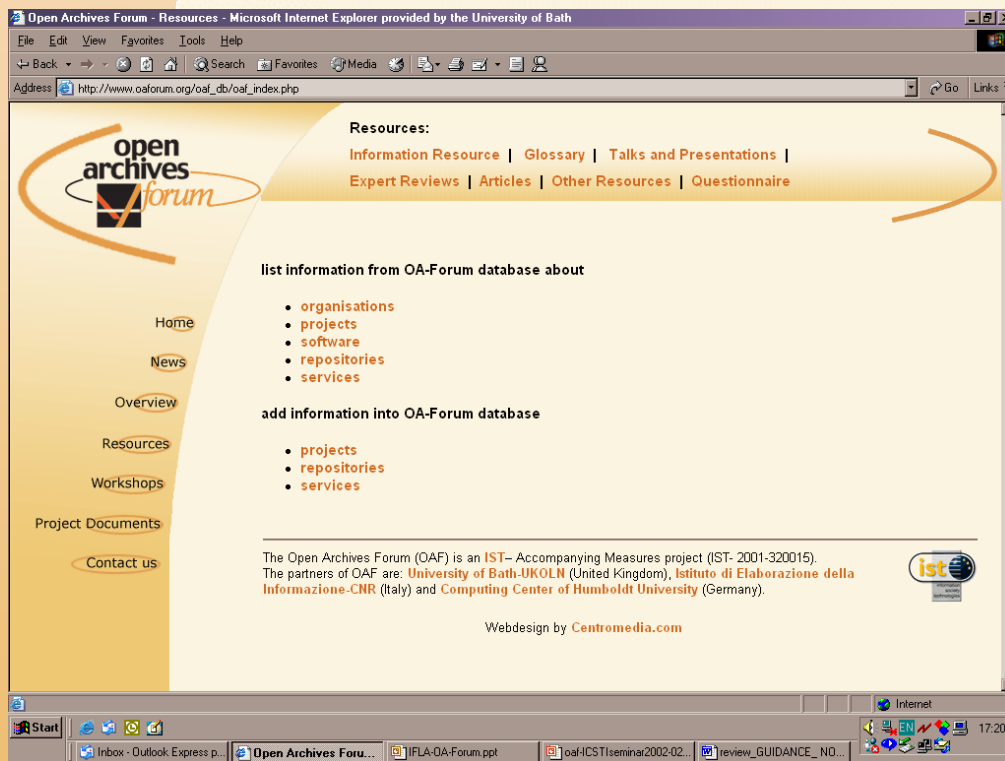 Open Archives Forum - Resources - Microsoft Internet Explorer provided by the University of Bath
File Edit View Favorites Tools Help
Back Search Favorites Media
Address http://www.oaforum.org/oaf_db/oaf_index.php Go Links
open
archives
forum
Resources:
Information Resource | Glossary | Talks and Presentations |
Expert Reviews | Articles | Other Resources | Questionnaire
list information from OA-Forum database about
• organisations
• projects
• software
• repositories
• services
add information into OA-Forum database
• projects
• repositories
• services
Home
News
Overview
Resources
Workshops
Project Documents
Contact us
The Open Archives Forum (OAF) is an IST– Accompanying Measures project (IST- 2001-320015).
The partners of OAF are: University of Bath-UKOLN (United Kingdom), Istituto di Elaborazione della
Informazione-CNR (Italy) and Computing Center of Humboldt University (Germany).
ist
information
society
technologies
Webdesign by Centromedia.com
Internet
Start EN 17:20
Inbox - Outlook Express p... Open Archives Foru... IFLA-OA-Forum.ppt oaf-ICSTIseminar2002-02... review_GUIDANCE_ NO...